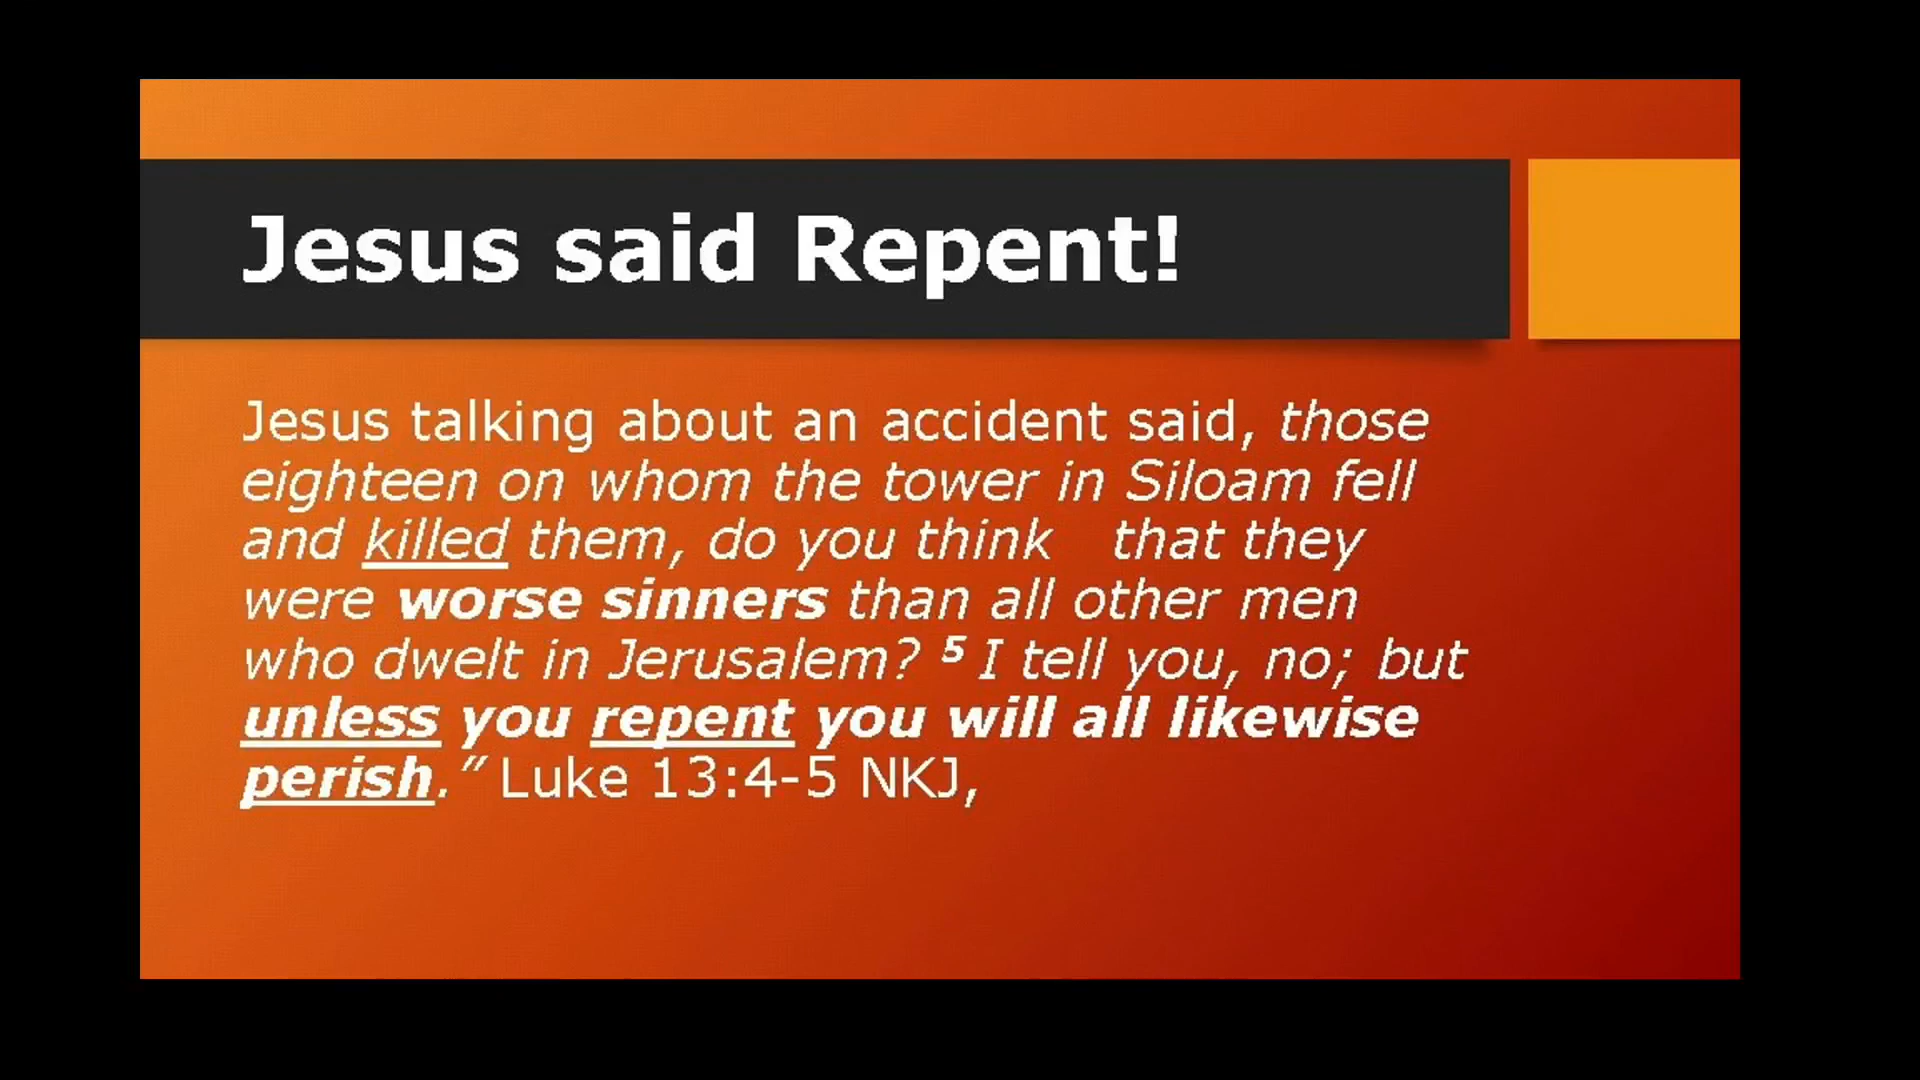 Jesus said Repent!
Jesus talking about an accident said, those
eighteen on whom the tower in Siloam fell
and killed them, do you think   that they
were worse sinners than all other men
who dwelt in Jerusalem? 5 I tell you, no; but
unless you repent you will all likewise
perish.” Luke 13:4-5 NKJ,